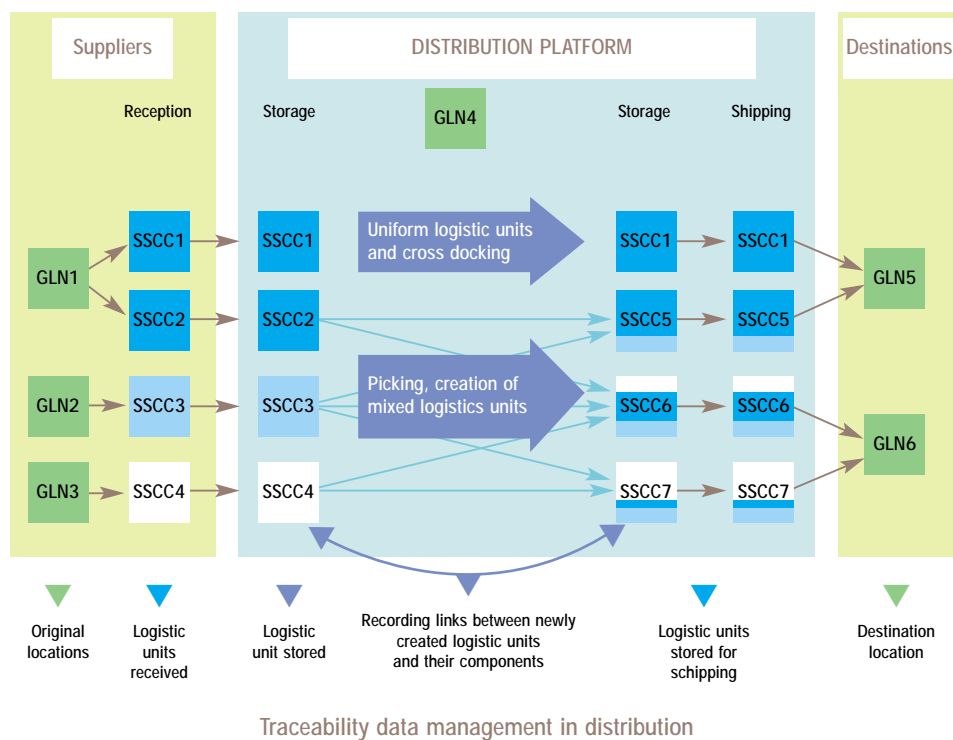 Suppliers
DISTRIBUTION PLATFORM
Destinations
Reception
Storage
GLN4
Storage
Shipping
SSCC1
SSCC1
Uniform logistic units
and cross docking
SSCC1
SSCC1
GLN1
GLN5
SSCC2
SSCC2
SSCC5
SSCC5
GLN2
SSCC3
SSCC3
Picking, creation of
mixed logistics units
SSCC6
SSCC6
GLN6
GLN3
SSCC4
SSCC4
SSCC7
SSCC7
Original
locations
Logistic
units
received
Logistic
unit stored
Recording links between newly
created logistic units
and their components
Logistic units
stored for
schipping
Destination
location
Traceability data management in distribution